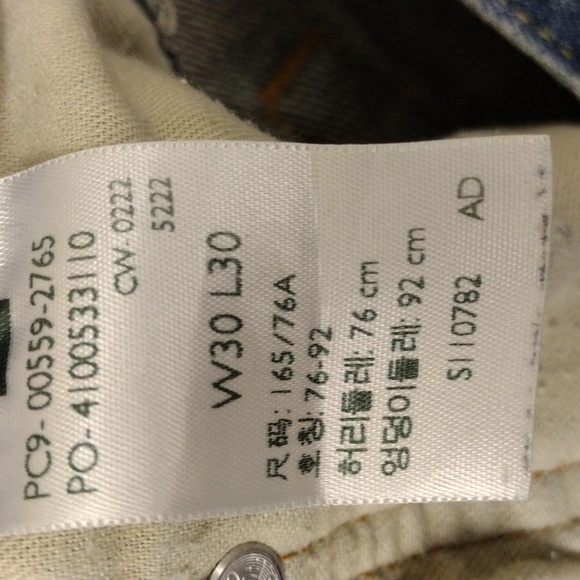 PC9- 00559-2765
PO- 4100533110
CW- 0222
5222
W30 L30
尺 码: 165/76A
호칭: 76-92
허리둘레: 76 cm
엉덩이둘레: 92 cm
S110782 AD